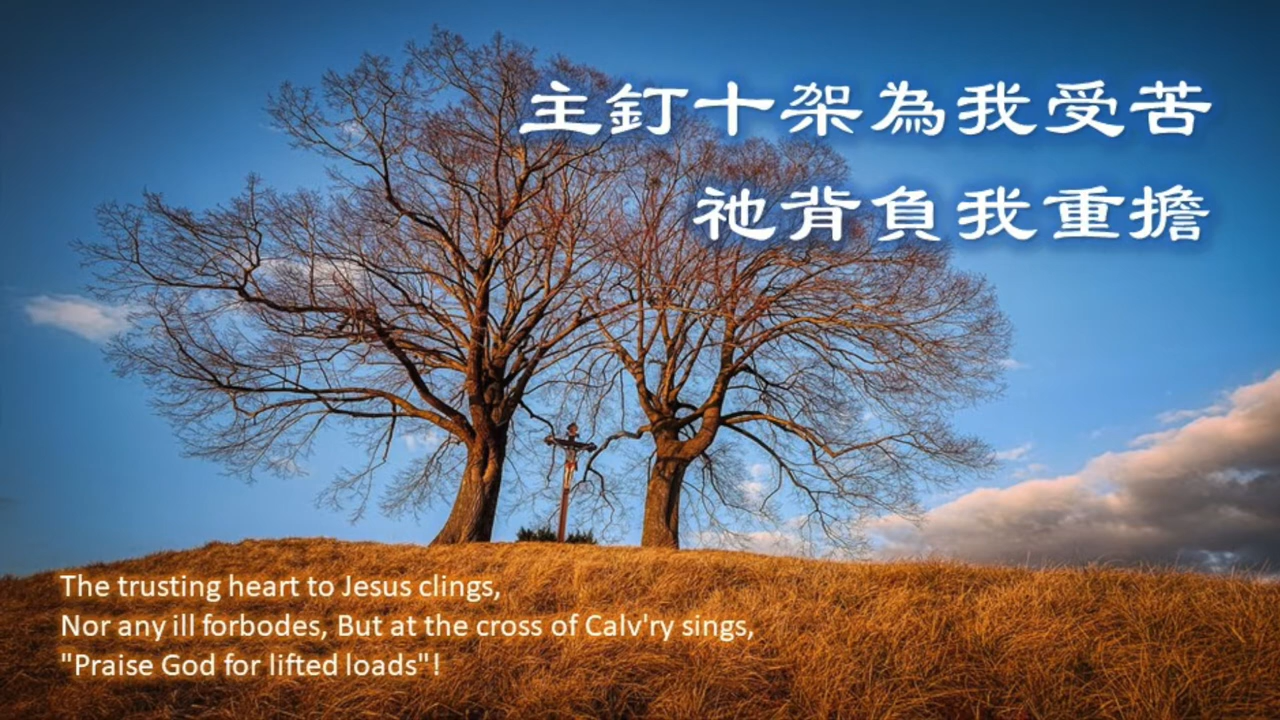 主釘十架為我受苦
祂背負我重擔
The trusting heart to Jesus clings,
Nor any ill forbodes, But at the cross of Calv'ry sings,
"Praise God for lifted loads"!